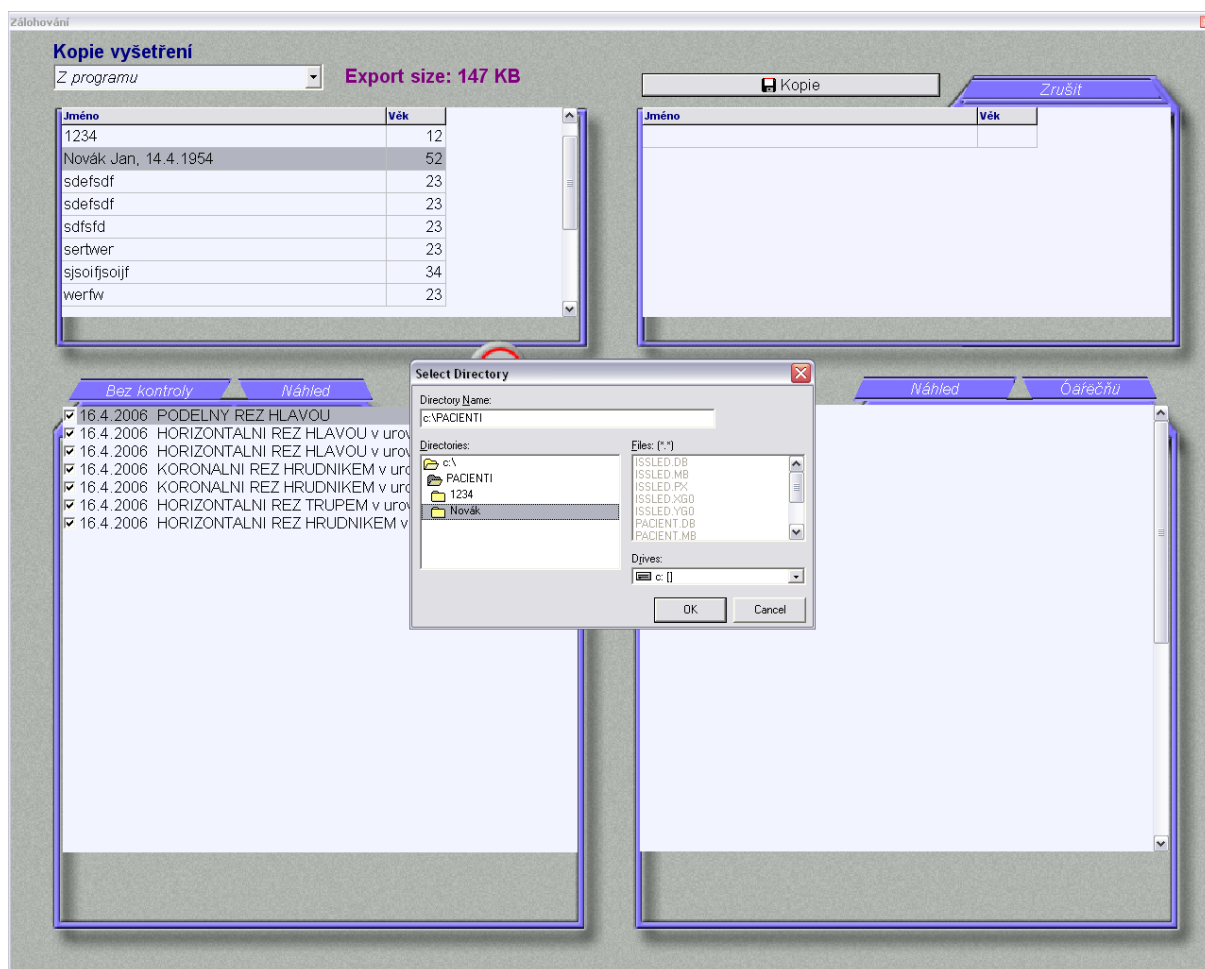 Zálohování
Kopie vyšetření
Z programu
Export size: 147 KB
Kopie
Zrušit
Jméno Věk
1234 12
Novák Jan, 14.4.1954 52
sdefsdf 23
sdefsdf 23
sdfsfd 23
sertwer 23
sjsoifjsoijf 34
werfw 23
Jméno Věk
Bez kontroly Náhled
16.4.2006 PODELNY REZ HLAVOU
16.4.2006 HORIZONTALNI REZ HLAVOU v urov
16.4.2006 HORIZONTALNI REZ HLAVOU v urov
16.4.2006 KORONALNI REZ HRUDNIKEM v uro
16.4.2006 KORONALNI REZ HRUDNIKEM v uro
16.4.2006 HORIZONTALNI REZ TRUPEM v urov
16.4.2006 HORIZONTALNI REZ HRUDNIKEM v
Select Directory
Directory Name:
c:\PACIENTI
Directories:
c:\
PACIENTI
1234
Novák
Files: (*.*)
ISSLED.DB
ISSLED.MB
ISSLED.PX
ISSLED.XG0
ISSLED.YG0
PACIENT.DB
PACIENT.MB
Drives:
c: []
OK Cancel
Náhled Óäŕëčňü